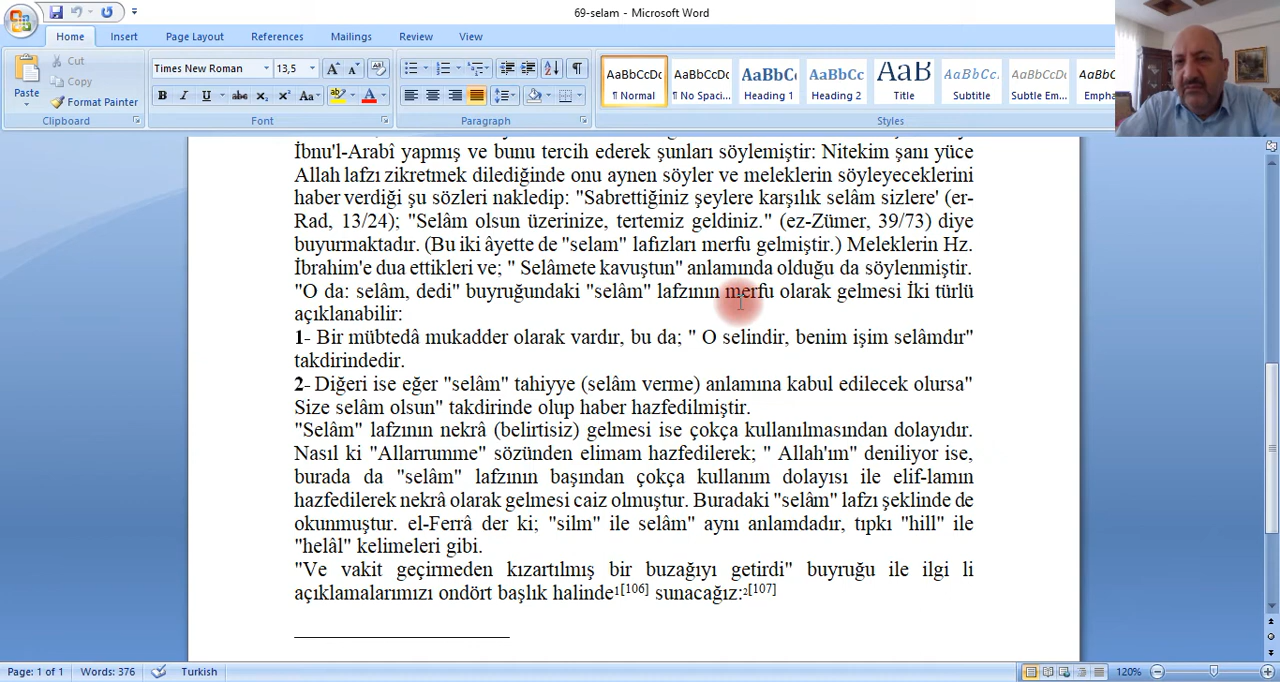 69-selam - Microsoft Word
Home Insert Page Layout References Mailings Review View
Paste
Cut
Copy
Format Painter
Clipboard
Times New Roman 13,5
Font
Paragraph
AaBbCcDc AaBbCcDc AaBbCc AaBbCc AaB AaBbCc. AaBbCcDc AaBbC
¶ Normal ¶ No Spaci... Heading 1 Heading 2 Title Subtitle Subtle Em... Empha
Styles
İbnu'l-Arabî yapmış ve bunu tercih ederek şunları söylemiştir: Nitekim şanı yüce
Allah lafzı zikretmek dilediğinde onu aynen söyler ve meleklerin söyleyeceklerini
haber verdiği şu sözleri nakledip: "Sabrettiğiniz şeylere karşılık selâm sizlere' (er-
Rad, 13/24); "Selâm olsun üzerinize, tertemiz geldiniz." (ez-Zümer, 39/73) diye
buyurmaktadır. (Bu iki âyette de "selam" lafızları merfu gelmiştir.) Meleklerin Hz.
İbrahim'e dua ettikleri ve; " Selâmete kavuştun" anlamında olduğu da söylenmiştir.
"O da: selâm, dedi" buyruğundaki "selâm" lafzının merfu olarak gelmesi İki türlü
açıklanabilir:
1- Bir mübtedâ mukadder olarak vardır, bu da; " O selindir, benim işim selâmdır"
takdirindedir.
2- Diğeri ise eğer "selâm" tahiyye (selâm verme) anlamına kabul edilecek olursa"
Size selâm olsun" takdirinde olup haber hazfedilmiştir.
"Selâm" lafzının nekrâ (belirtisiz) gelmesi ise çokça kullanılmasından dolayıdır.
Nasıl ki "Allarrumme" sözünden elimam hazfedilerek; " Allah'ım" deniliyor ise,
burada da "selâm" lafzının başından çokça kullanım dolayısı ile elif-lamın
hazfedilerek nekrâ olarak gelmesi caiz olmuştur. Buradaki "selâm" lafzı şeklinde de
okunmuştur. el-Ferrâ der ki; "silm" ile selâm" aynı anlamdadır, tıpkı "hill" ile
"helâl" kelimeleri gibi.
"Ve vakit geçirmeden kızartılmış bir buzağıyı getirdi" buyruğu ile ilgi li
açıklamalarımızı ondört başlık halinde1[106] sunacağız:2[107]
Page: 1 of 1 Words: 376 Turkish 120%